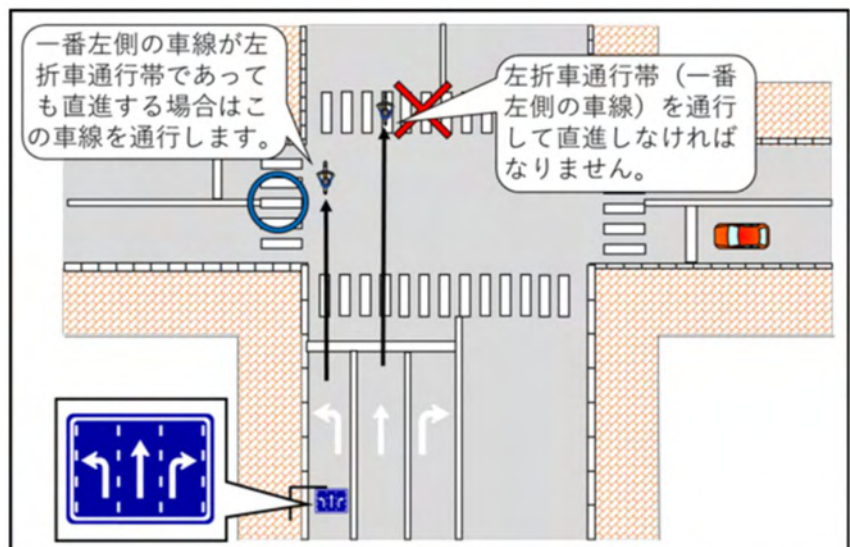 一番左側の車線が左
折車通行帯であって
も直進する場合はこ
の車線を通行します。
左折車通行帯（一番
左側の車線）を通行
して直進しなければ
なりません。